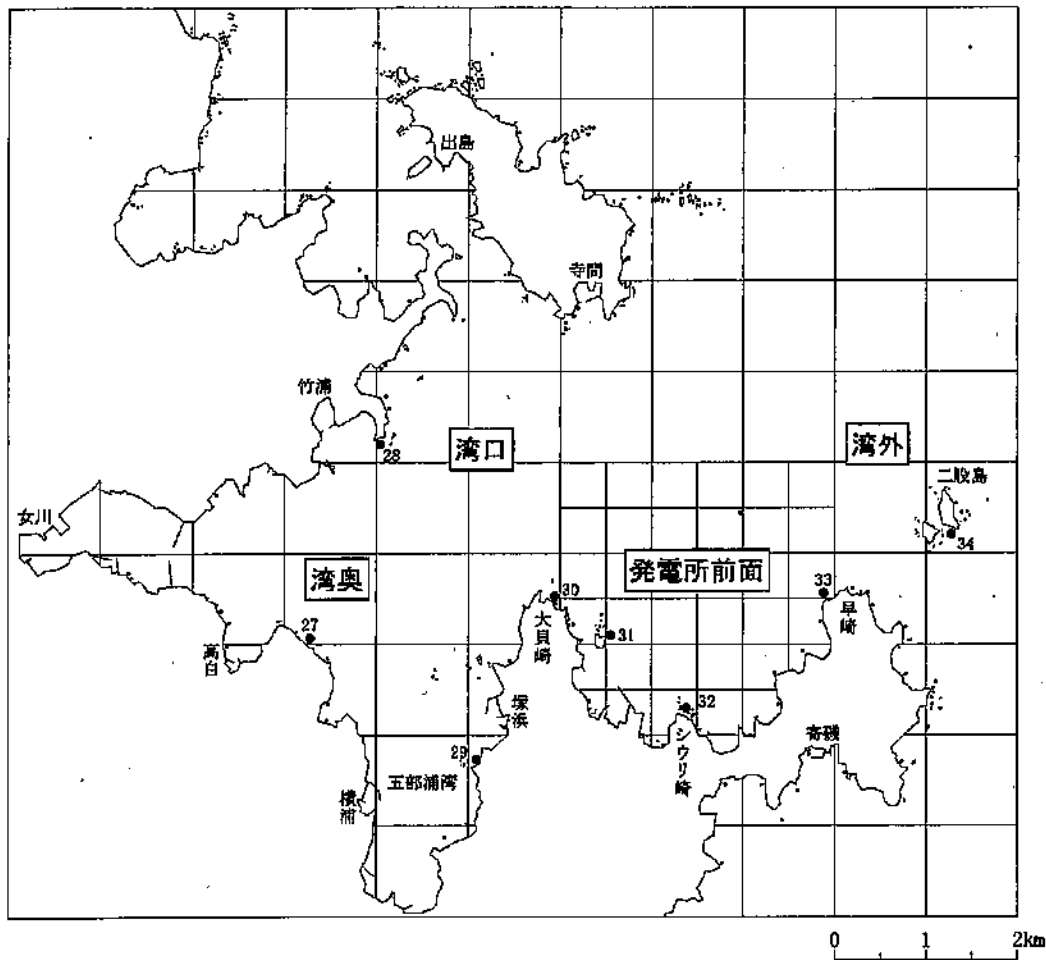 出島
寺間
竹浦
28
湾口
湾外
二股島
34
女川
湾奥
発電所前面
30
33
大貝崎
早崎
27
31
高白
塚浜
32
シウリ崎
寄磯
29
五部浦湾
横浦
0 1 2km